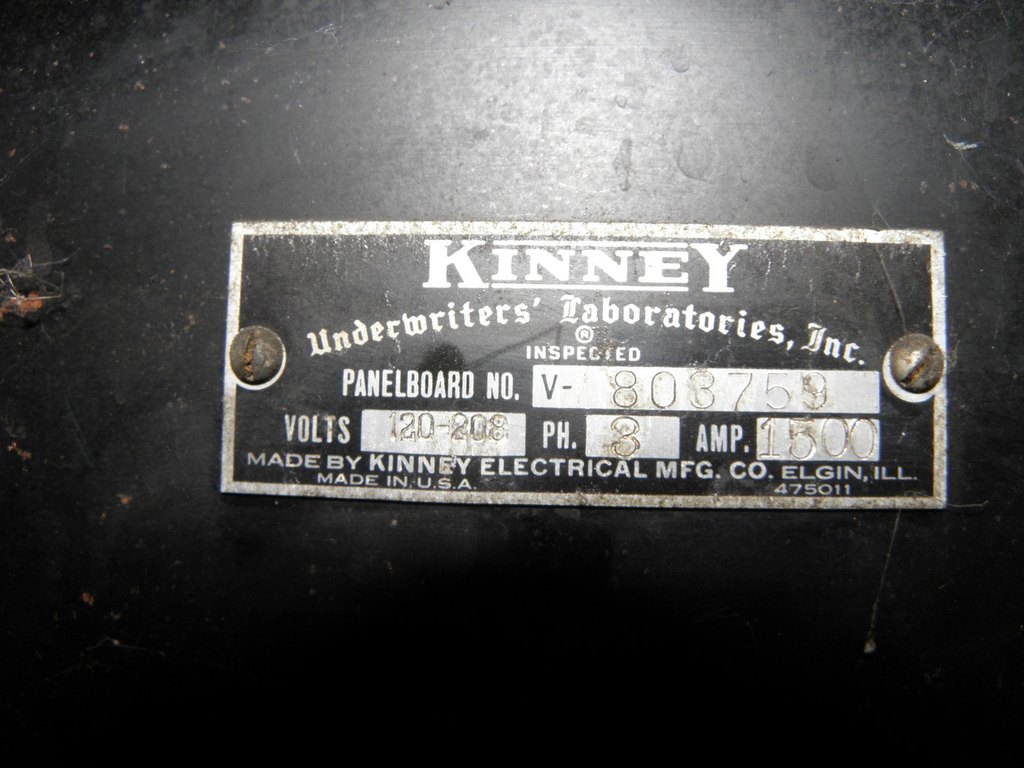 KINNEY
Underwriters' Laboratories, Inc.
®
INSPECTED
PANELBOARD NO. V- 803759
VOLTS 120-208 PH. 3 AMP. 1500
MADE BY KINNEY ELECTRICAL MFG. CO. ELGIN, ILL.
MADE IN U.S.A. 475011